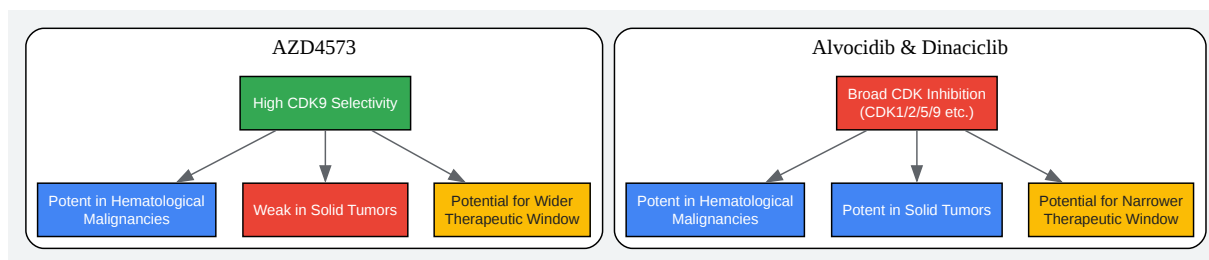 AZD4573
High CDK9 Selectivity
Potent in Hematological
Malignancies
Weak in Solid Tumors
Potential for Wider
Therapeutic Window
Alvocidib & Dinaciclib
Broad CDK Inhibition
(CDK1/2/5/9 etc.)
Potent in Hematological
Malignancies
Potent in Solid Tumors
Potential for Narrower
Therapeutic Window